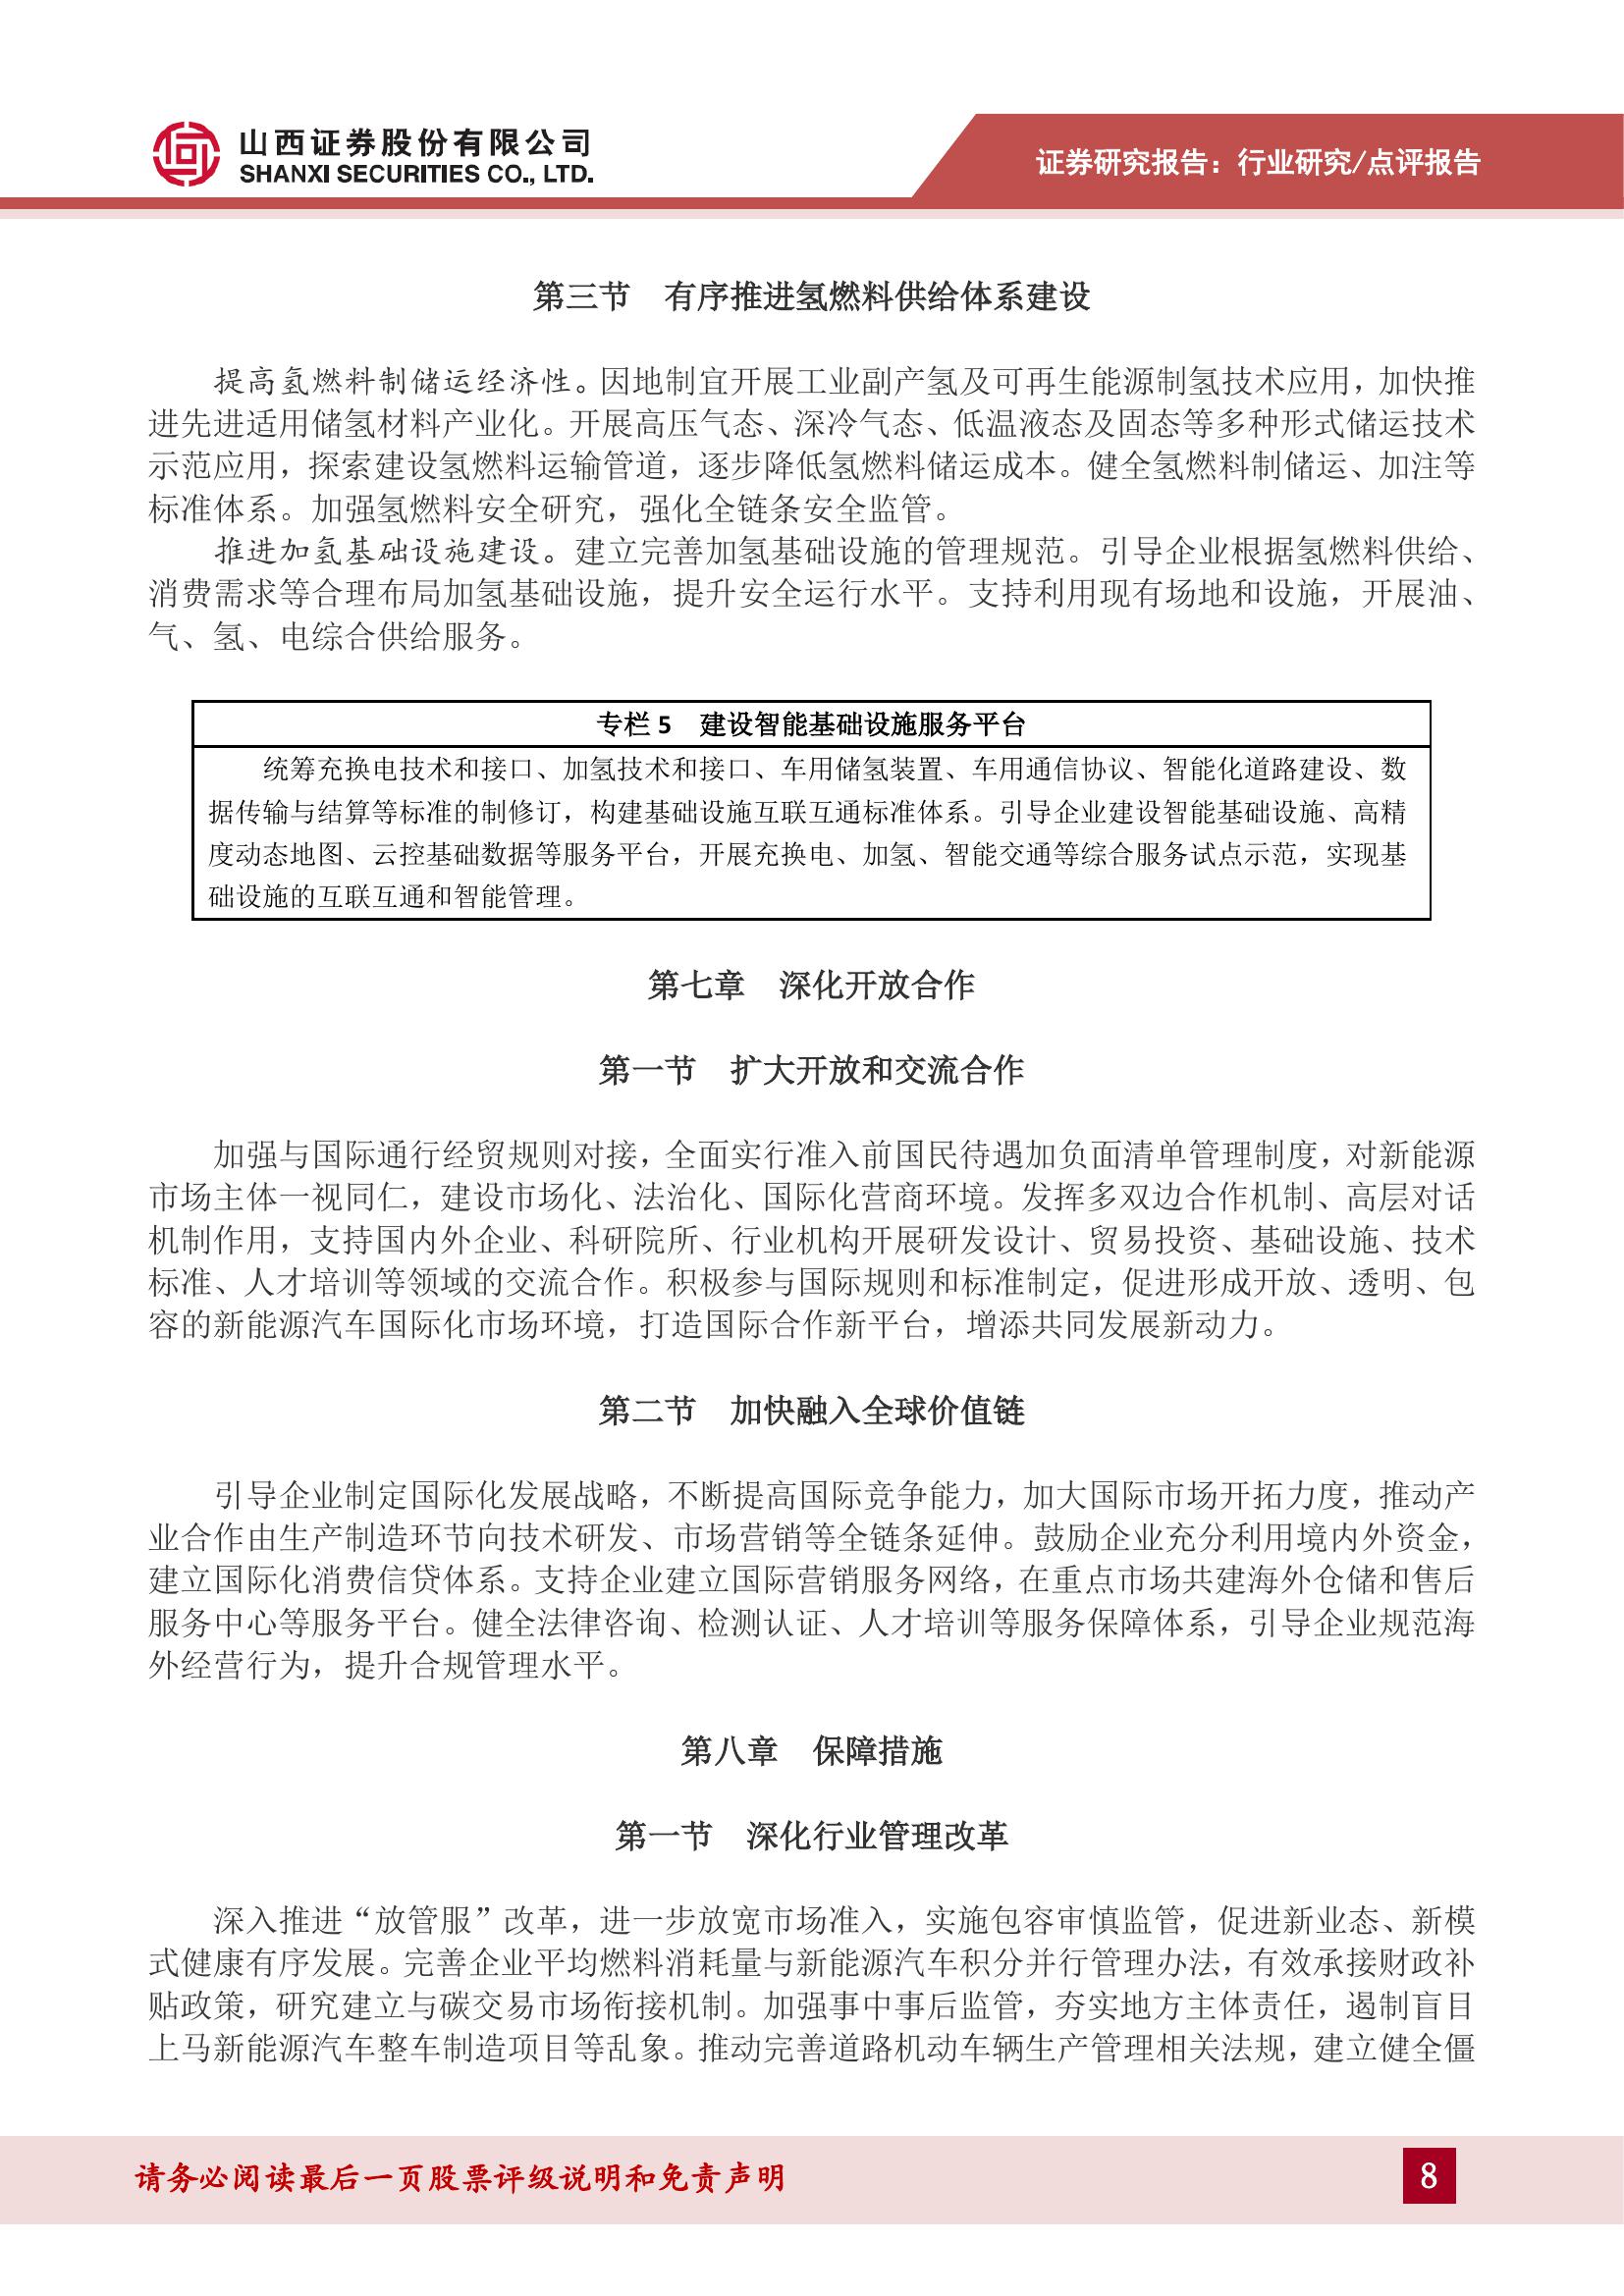 山西证券股份有限公司
SHANXI SECURITIES CO., LTD.
证券研究报告：行业研究/点评报告
第三节　有序推进氢燃料供给体系建设
提高氢燃料制储运经济性。因地制宜开展工业副产氢及可再生能源制氢技术应用，加快推
进先进适用储氢材料产业化。开展高压气态、深冷气态、低温液态及固态等多种形式储运技术
示范应用，探索建设氢燃料运输管道，逐步降低氢燃料储运成本。健全氢燃料制储运、加注等
标准体系。加强氢燃料安全研究，强化全链条安全监管。
推进加氢基础设施建设。建立完善加氢基础设施的管理规范。引导企业根据氢燃料供给、
消费需求等合理布局加氢基础设施，提升安全运行水平。支持利用现有场地和设施，开展油、
气、氢、电综合供给服务。
专栏 5　建设智能基础设施服务平台
统筹充换电技术和接口、加氢技术和接口、车用储氢装置、车用通信协议、智能化道路建设、数
据传输与结算等标准的制修订，构建基础设施互联互通标准体系。引导企业建设智能基础设施、高精
度动态地图、云控基础数据等服务平台，开展充换电、加氢、智能交通等综合服务试点示范，实现基
础设施的互联互通和智能管理。
第七章　深化开放合作
第一节　扩大开放和交流合作
加强与国际通行经贸规则对接，全面实行准入前国民待遇加负面清单管理制度，对新能源
市场主体一视同仁，建设市场化、法治化、国际化营商环境。发挥多双边合作机制、高层对话
机制作用，支持国内外企业、科研院所、行业机构开展研发设计、贸易投资、基础设施、技术
标准、人才培训等领域的交流合作。积极参与国际规则和标准制定，促进形成开放、透明、包
容的新能源汽车国际化市场环境，打造国际合作新平台，增添共同发展新动力。
第二节　加快融入全球价值链
引导企业制定国际化发展战略，不断提高国际竞争能力，加大国际市场开拓力度，推动产
业合作由生产制造环节向技术研发、市场营销等全链条延伸。鼓励企业充分利用境内外资金，
建立国际化消费信贷体系。支持企业建立国际营销服务网络，在重点市场共建海外仓储和售后
服务中心等服务平台。健全法律咨询、检测认证、人才培训等服务保障体系，引导企业规范海
外经营行为，提升合规管理水平。
第八章　保障措施
第一节　深化行业管理改革
深入推进“放管服”改革，进一步放宽市场准入，实施包容审慎监管，促进新业态、新模
式健康有序发展。完善企业平均燃料消耗量与新能源汽车积分并行管理办法，有效承接财政补
贴政策，研究建立与碳交易市场衔接机制。加强事中事后监管，夯实地方主体责任，遏制盲目
上马新能源汽车整车制造项目等乱象。推动完善道路机动车辆生产管理相关法规，建立健全僵
请务必阅读最后一页股票评级说明和免责声明
8